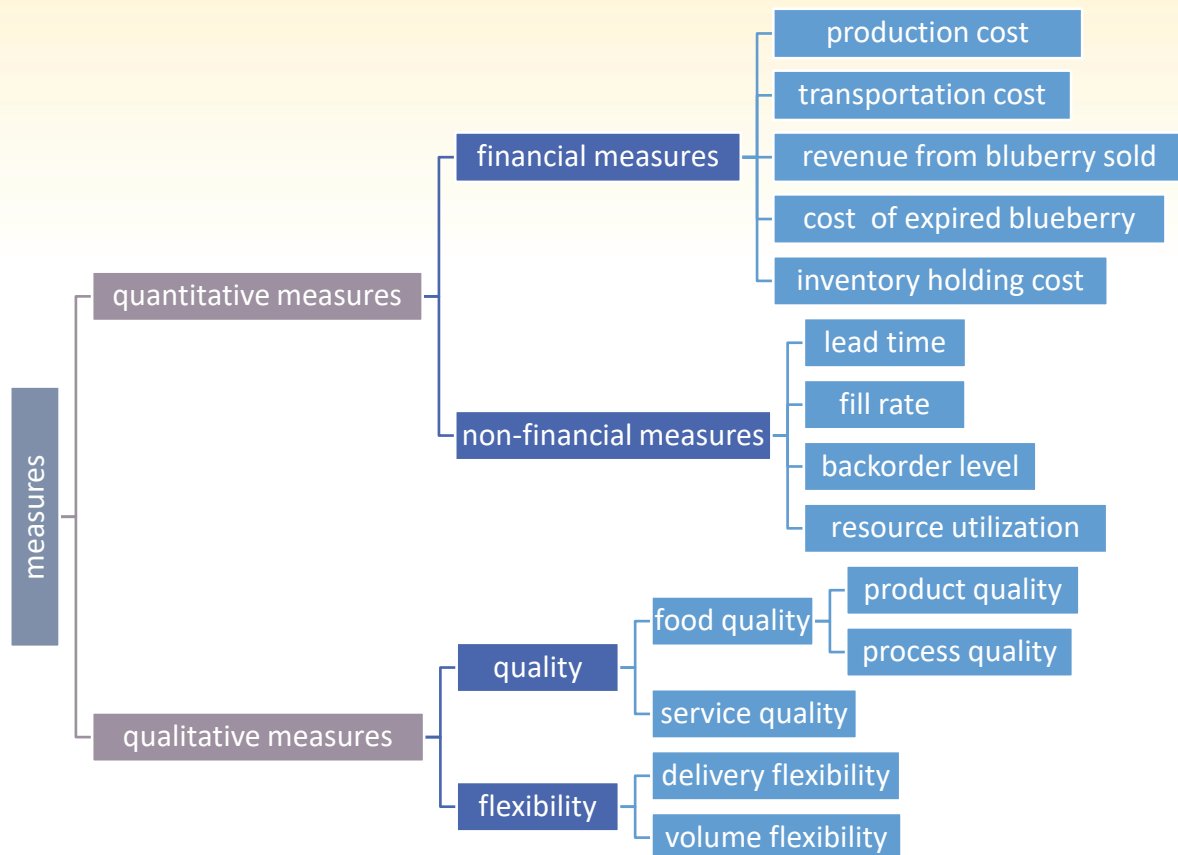 measures
quantitative measures
financial measures
production cost
transportation cost
revenue from bluberry sold
cost  of expired blueberry
inventory holding cost
non-financial measures
lead time
fill rate
backorder level
resource utilization
qualitative measures
quality
food quality
product quality
process quality
service quality
flexibility
delivery flexibility
volume flexibility